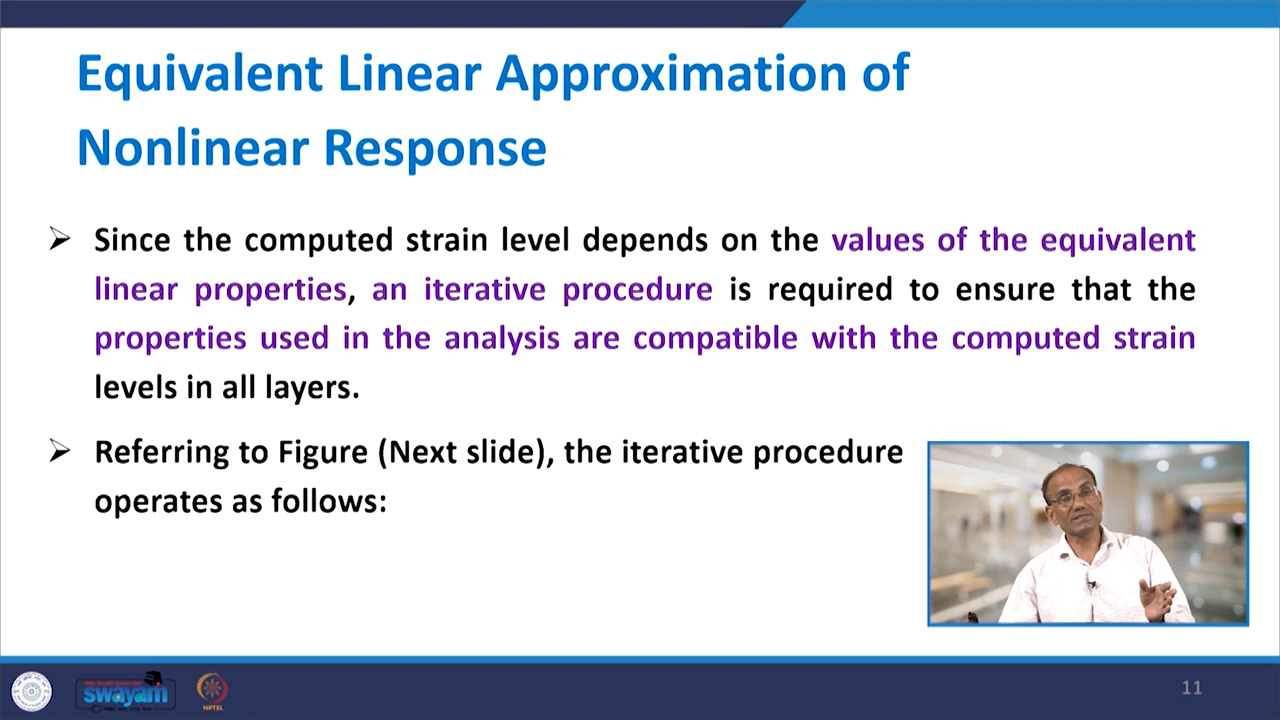 Equivalent Linear Approximation of
Nonlinear Response
Since the computed strain level depends on the values of the equivalent
linear properties, an iterative procedure is required to ensure that the
properties used in the analysis are compatible with the computed strain
levels in all layers.
Referring to Figure (Next slide), the iterative procedure
operates as follows:
swayam
NPTEL
11